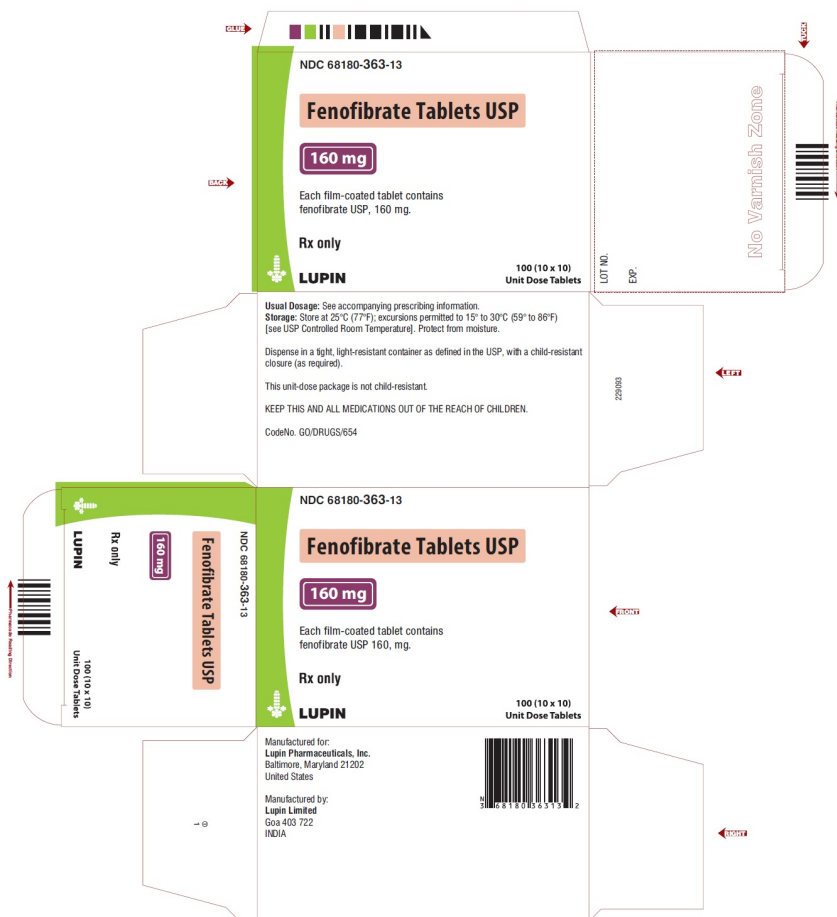 GLUE
TUCK
NDC 68180-363-13
Fenofibrate Tablets USP
160 mg
Each film-coated tablet contains
fenofibrate USP, 160 mg.
Rx only
LUPIN
100 (10 x 10)
Unit Dose Tablets
BACK
LOT NO.
EXP.
No Varnish Zone
Usual Dosage: See accompanying prescribing information.
Storage: Store at 25°C (77°F); excursions permitted to 15° to 30°C (59° to 86°F)
[see USP Controlled Room Temperature]. Protect from moisture.
Dispense in a tight, light-resistant container as defined in the USP, with a child-resistant
closure (as required).
This unit-dose package is not child-resistant.
KEEP THIS AND ALL MEDICATIONS OUT OF THE REACH OF CHILDREN.
CodeNo. GO/DRUGS/654
229093
LEFT
NDC 68180-363-13
Fenofibrate Tablets USP
160 mg
Rx only
LUPIN
100 (10 x 10)
Unit Dose Tablets
Pharmacode Reading Direction
NDC 68180-363-13
Fenofibrate Tablets USP
160 mg
Each film-coated tablet contains
fenofibrate USP 160, mg.
Rx only
LUPIN
100 (10 x 10)
Unit Dose Tablets
FRONT
Manufactured for:
Lupin Pharmaceuticals, Inc.
Baltimore, Maryland 21202
United States
Manufactured by:
Lupin Limited
Goa 403 722
INDIA
N
3 68180 36313 2
1
RIGHT